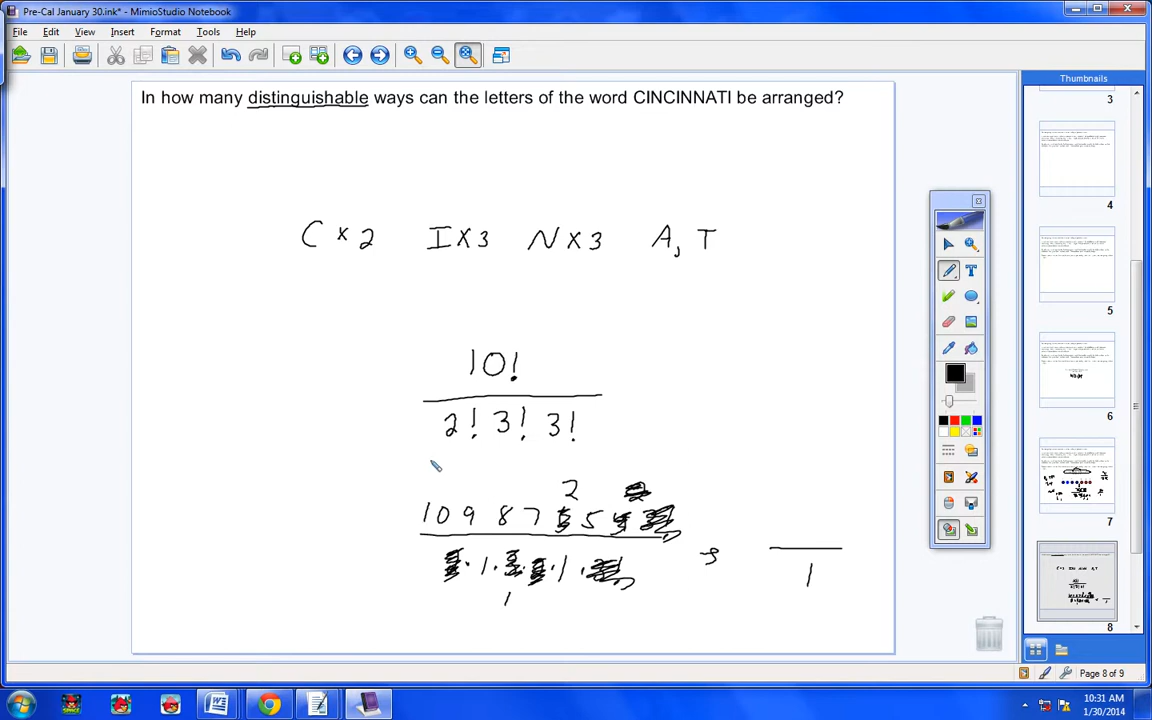 Pre-Cal January 30.ink* - MimioStudio Notebook
File Edit View Insert Format Tools Help
Thumbnails
In how many distinguishable ways can the letters of the word CINCINNATI be arranged?
C x 2 I X 3 N X 3 A, T
10!
2! 3! 3!
2
10 9 8 7 5
1 1
1
1
3
4
5
6
7
8
T
W
Page 8 of 9
10:31 AM
1/30/2014